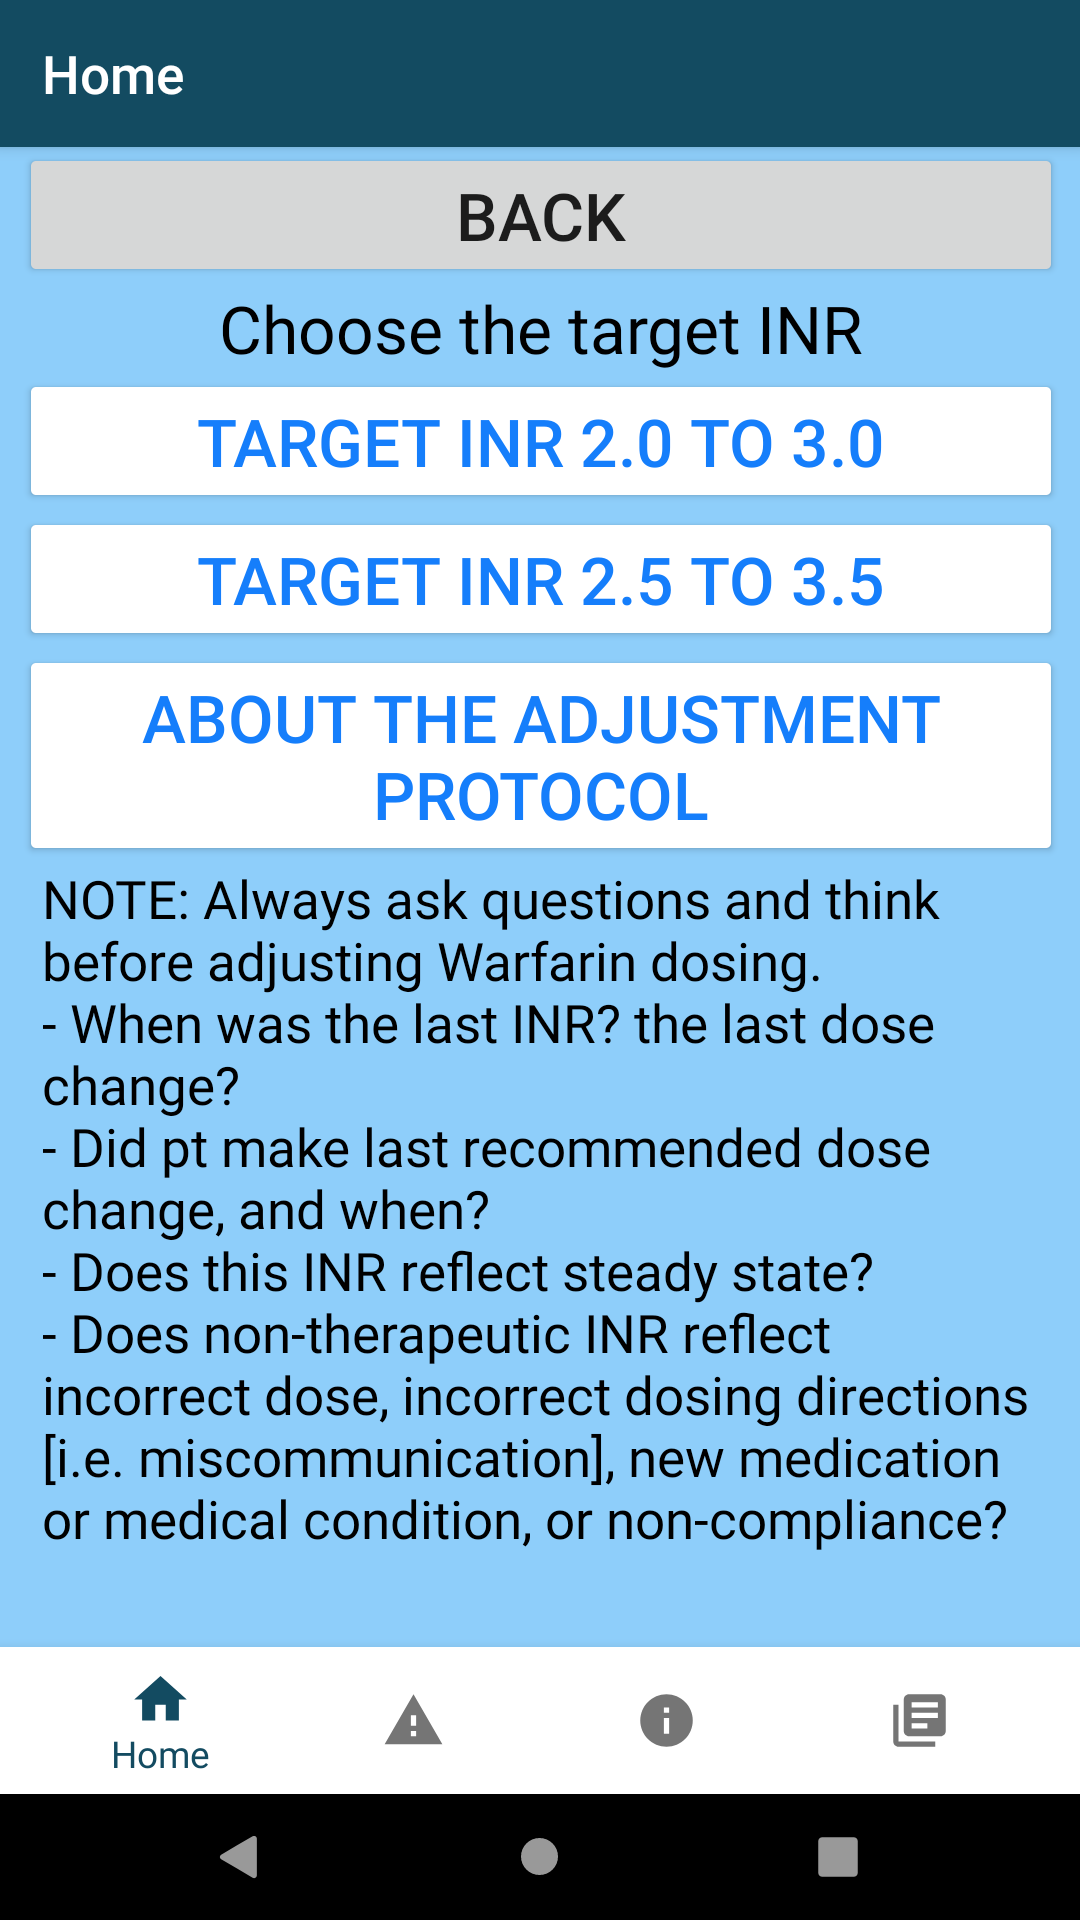 Home
BACK
Choose the target INR
TARGET INR 2.0 TO 3.0
TARGET INR 2.5 TO 3.5
ABOUT THE ADJUSTMENT
PROTOCOL
NOTE: Always ask questions and think
before adjusting Warfarin dosing.
- When was the last INR? the last dose
change?
- Did pt make last recommended dose
change, and when?
- Does this INR reflect steady state?
- Does non-therapeutic INR reflect
incorrect dose, incorrect dosing directions
[i.e. miscommunication], new medication
or medical condition, or non-compliance?
Home